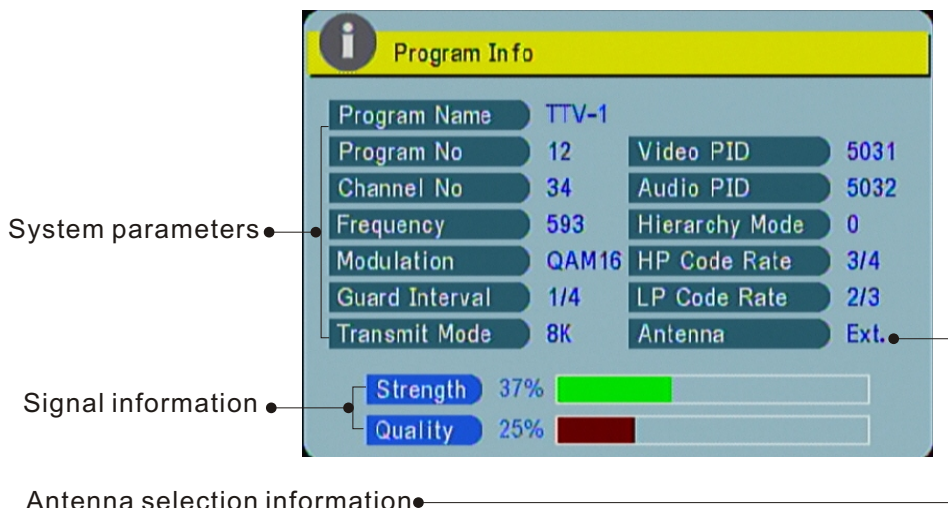 Program Info
Program Name TTV-1
Program No 12 Video PID 5031
Channel No 34 Audio PID 5032
System parameters Frequency 593 Hierarchy Mode 0
Modulation QAM16 HP Code Rate 3/4
Guard Interval 1/4 LP Code Rate 2/3
Transmit Mode 8K Antenna Ext.
Signal information Strength 37%
Quality 25%
Antenna selection information